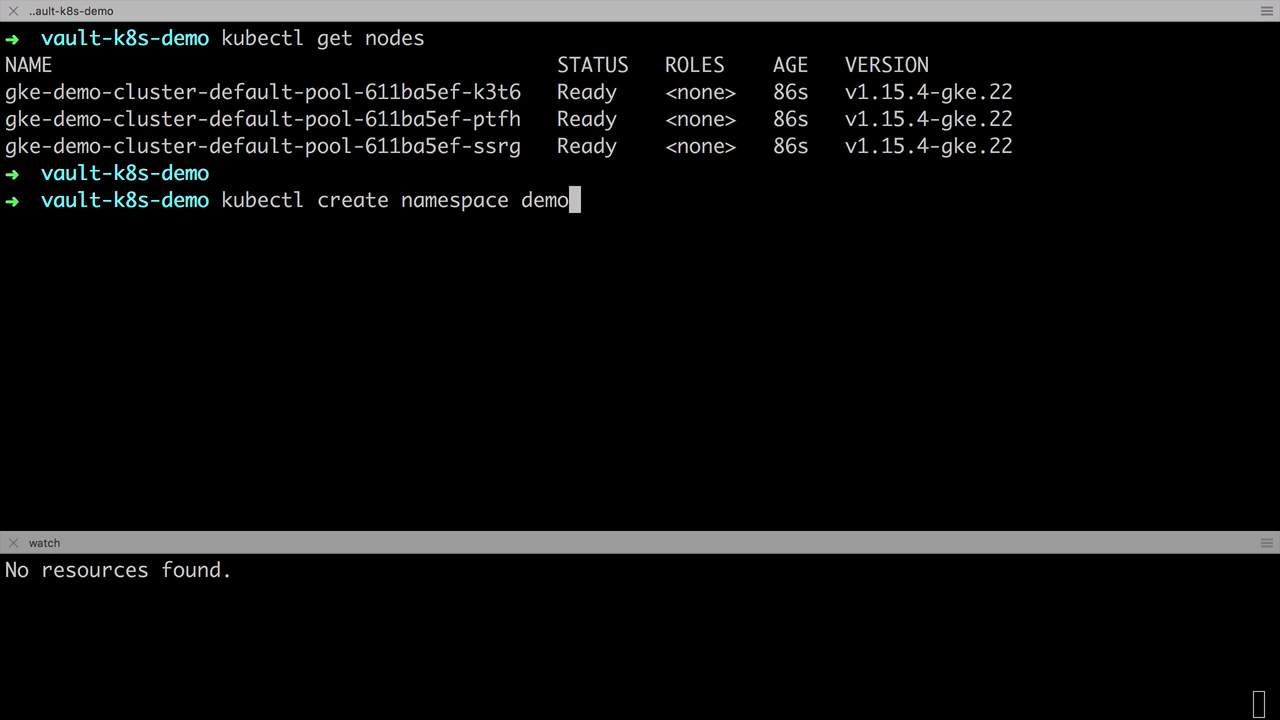 ..ault-k8s-demo
➜ vault-k8s-demo kubectl get nodes
NAME STATUS ROLES AGE VERSION
gke-demo-cluster-default-pool-611ba5ef-k3t6 Ready <none> 86s v1.15.4-gke.22
gke-demo-cluster-default-pool-611ba5ef-ptfh Ready <none> 86s v1.15.4-gke.22
gke-demo-cluster-default-pool-611ba5ef-ssrg Ready <none> 86s v1.15.4-gke.22
➜ vault-k8s-demo
➜ vault-k8s-demo kubectl create namespace demo
watch
No resources found.